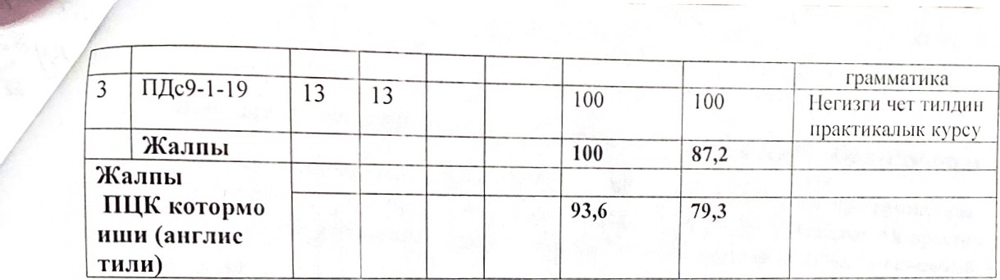 грамматика
3 ПДс9-1-19 13 13 100 100 Негизги чет тилдин
практикалык курсу
Жалпы 100 87,2
Жалпы
ПЦК котормо 93,6 79,3
иши (англис
тили)